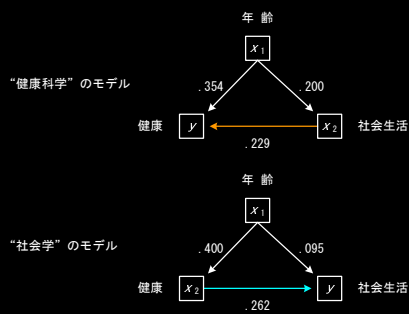 年 齢
x1
“健康科学”のモデル
.354
.200
健康
y
x2
社会生活
.229
年 齢
x1
“社会学”のモデル
.400
.095
健康
x2
y
社会生活
.262